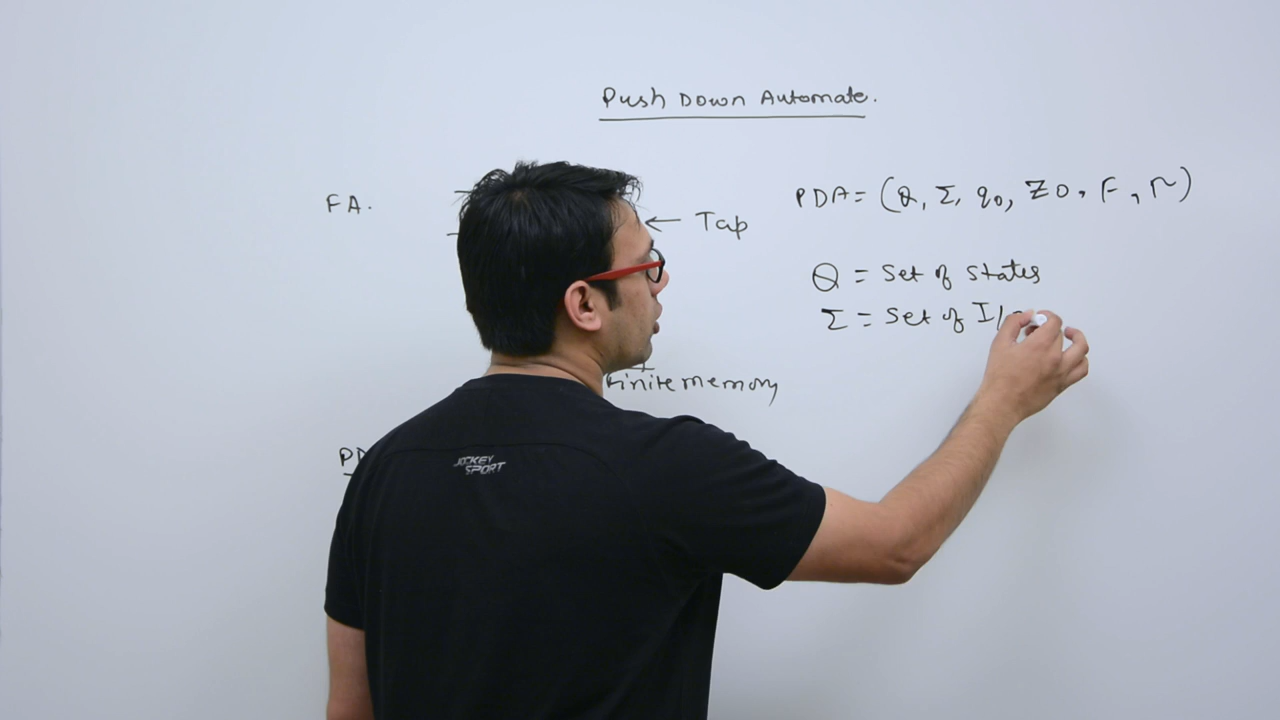 Push Down Automate.
FA.
← Tap
PDA = (Q, Σ, q0, Z0, F, Γ)
Q = Set of states
Σ = Set of I/
Finite memory
JOCKEY
SPORT